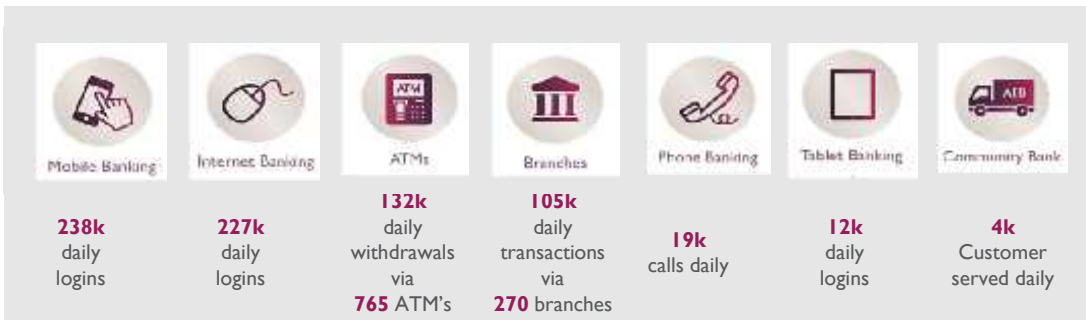 ATM
AIB
Mobile Banking
Internet Banking
ATMs
Branches
Phone Banking
Tablet Banking
Community Bank
238k
daily
logins
227k
daily
logins
132k
daily
withdrawals
via
765 ATM's
105k
daily
transactions
via
270 branches
19k
calls daily
12k
daily
logins
4k
Customer
served daily